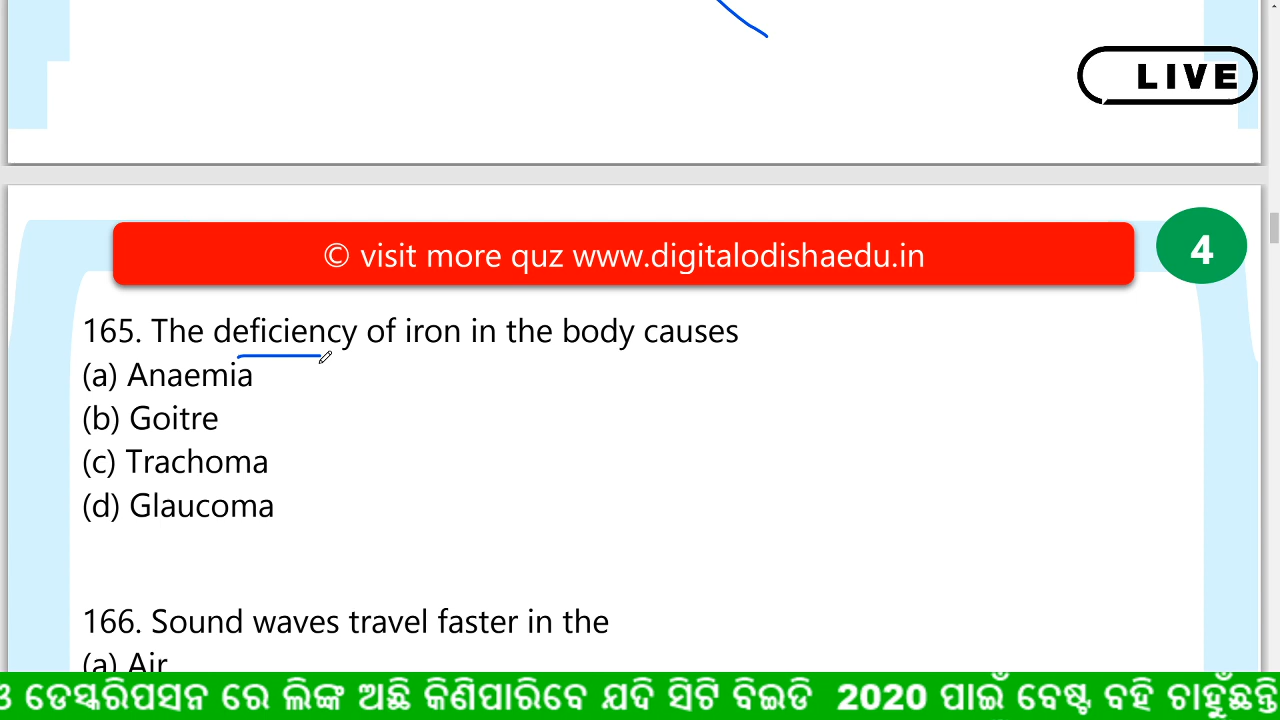 LIVE
© visit more quz www.digitalodishaedu.in
4
165. The deficiency of iron in the body causes
(a) Anaemia
(b) Goitre
(c) Trachoma
(d) Glaucoma
166. Sound waves travel faster in the
(a) Air
ଓ ଡେସ୍କରିପସନ ରେ ଲିଙ୍କ ଅଛି କିଣିପାରିବେ ଯଦି ସିଟି ବିଇଡି 2020 ପାଇଁ ବେଷ୍ଟ ବହି ଚାହୁଁଛନ୍ତି